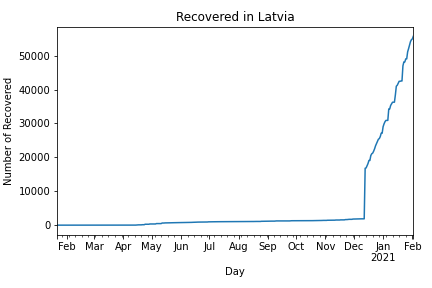 Recovered in Latvia
Number of Recovered
50000
40000
30000
20000
10000
0
Feb Mar Apr May Jun Jul Aug Sep Oct Nov Dec Jan Feb
2021
Day